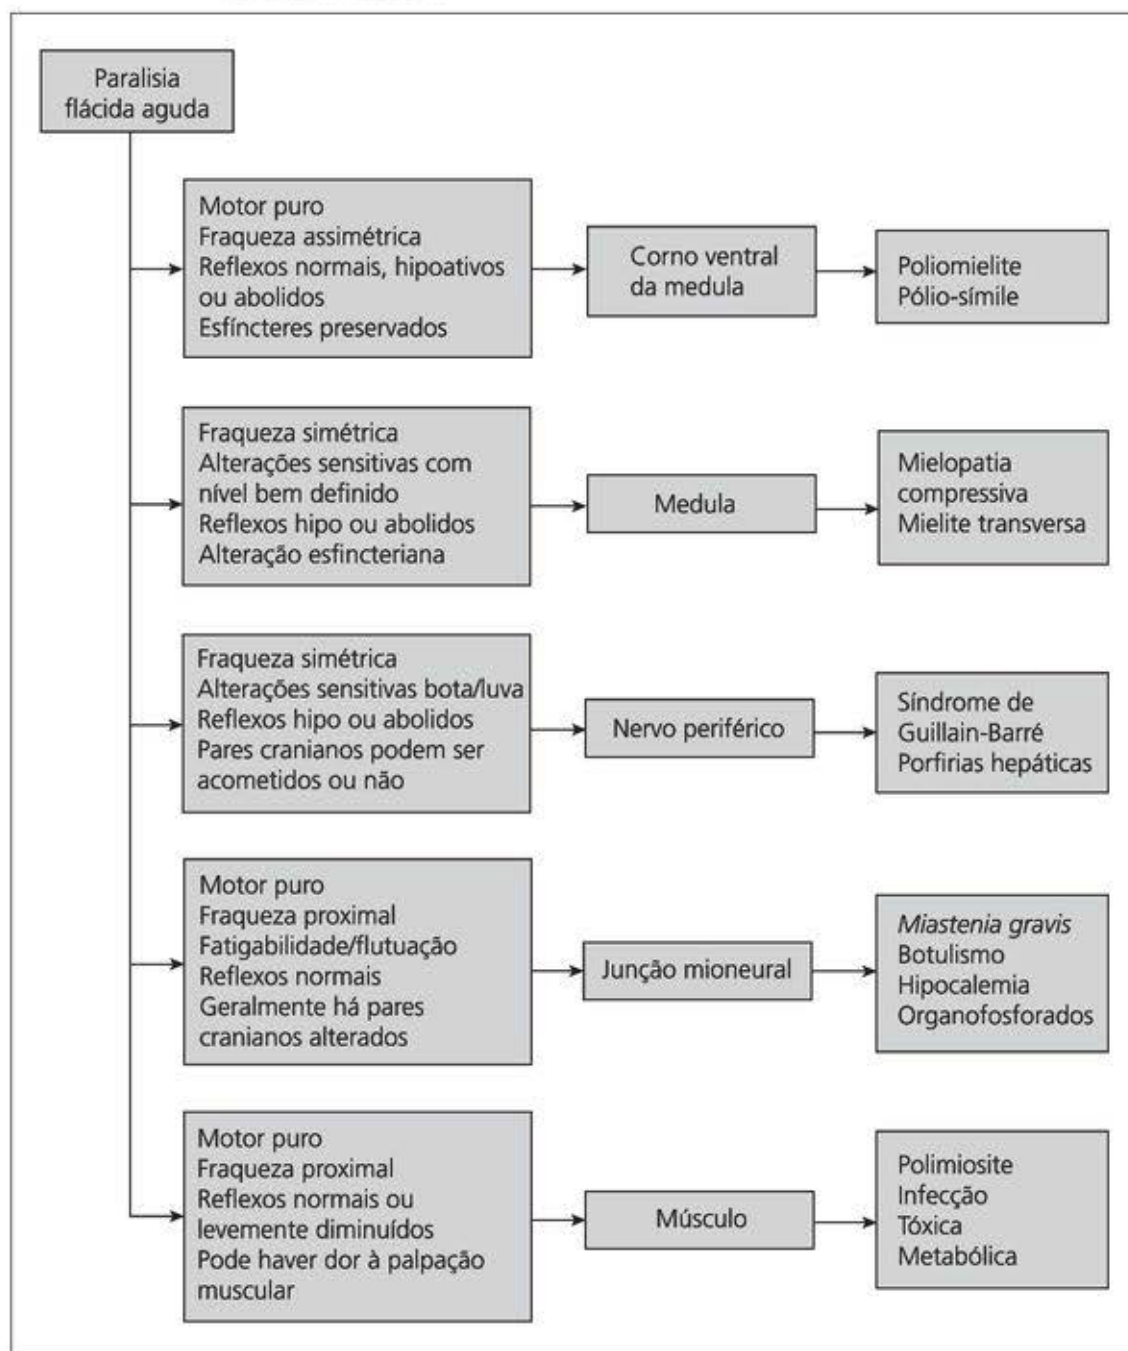 Paralisia
flácida aguda
Motor puro
Fraqueza assimétrica
Reflexos normais, hipoativos
ou abolidos
Esfíncteres preservados
Corno ventral
da medula
Poliomielite
Pólio-símile
Fraqueza simétrica
Alterações sensitivas com
nível bem definido
Reflexos hipo ou abolidos
Alteração esfincteriana
Medula
Mielopatia
compressiva
Mielite transversa
Fraqueza simétrica
Alterações sensitivas bota/luva
Reflexos hipo ou abolidos
Pares cranianos podem ser
acometidos ou não
Nervo periférico
Síndrome de
Guillain-Barré
Porfirias hepáticas
Motor puro
Fraqueza proximal
Fatigabilidade/flutuação
Reflexos normais
Geralmente há pares
cranianos alterados
Junção mioneural
Miastenia gravis
Botulismo
Hipocalemia
Organofosforados
Motor puro
Fraqueza proximal
Reflexos normais ou
levemente diminuídos
Pode haver dor à palpação
muscular
Músculo
Polimiosite
Infecção
Tóxica
Metabólica